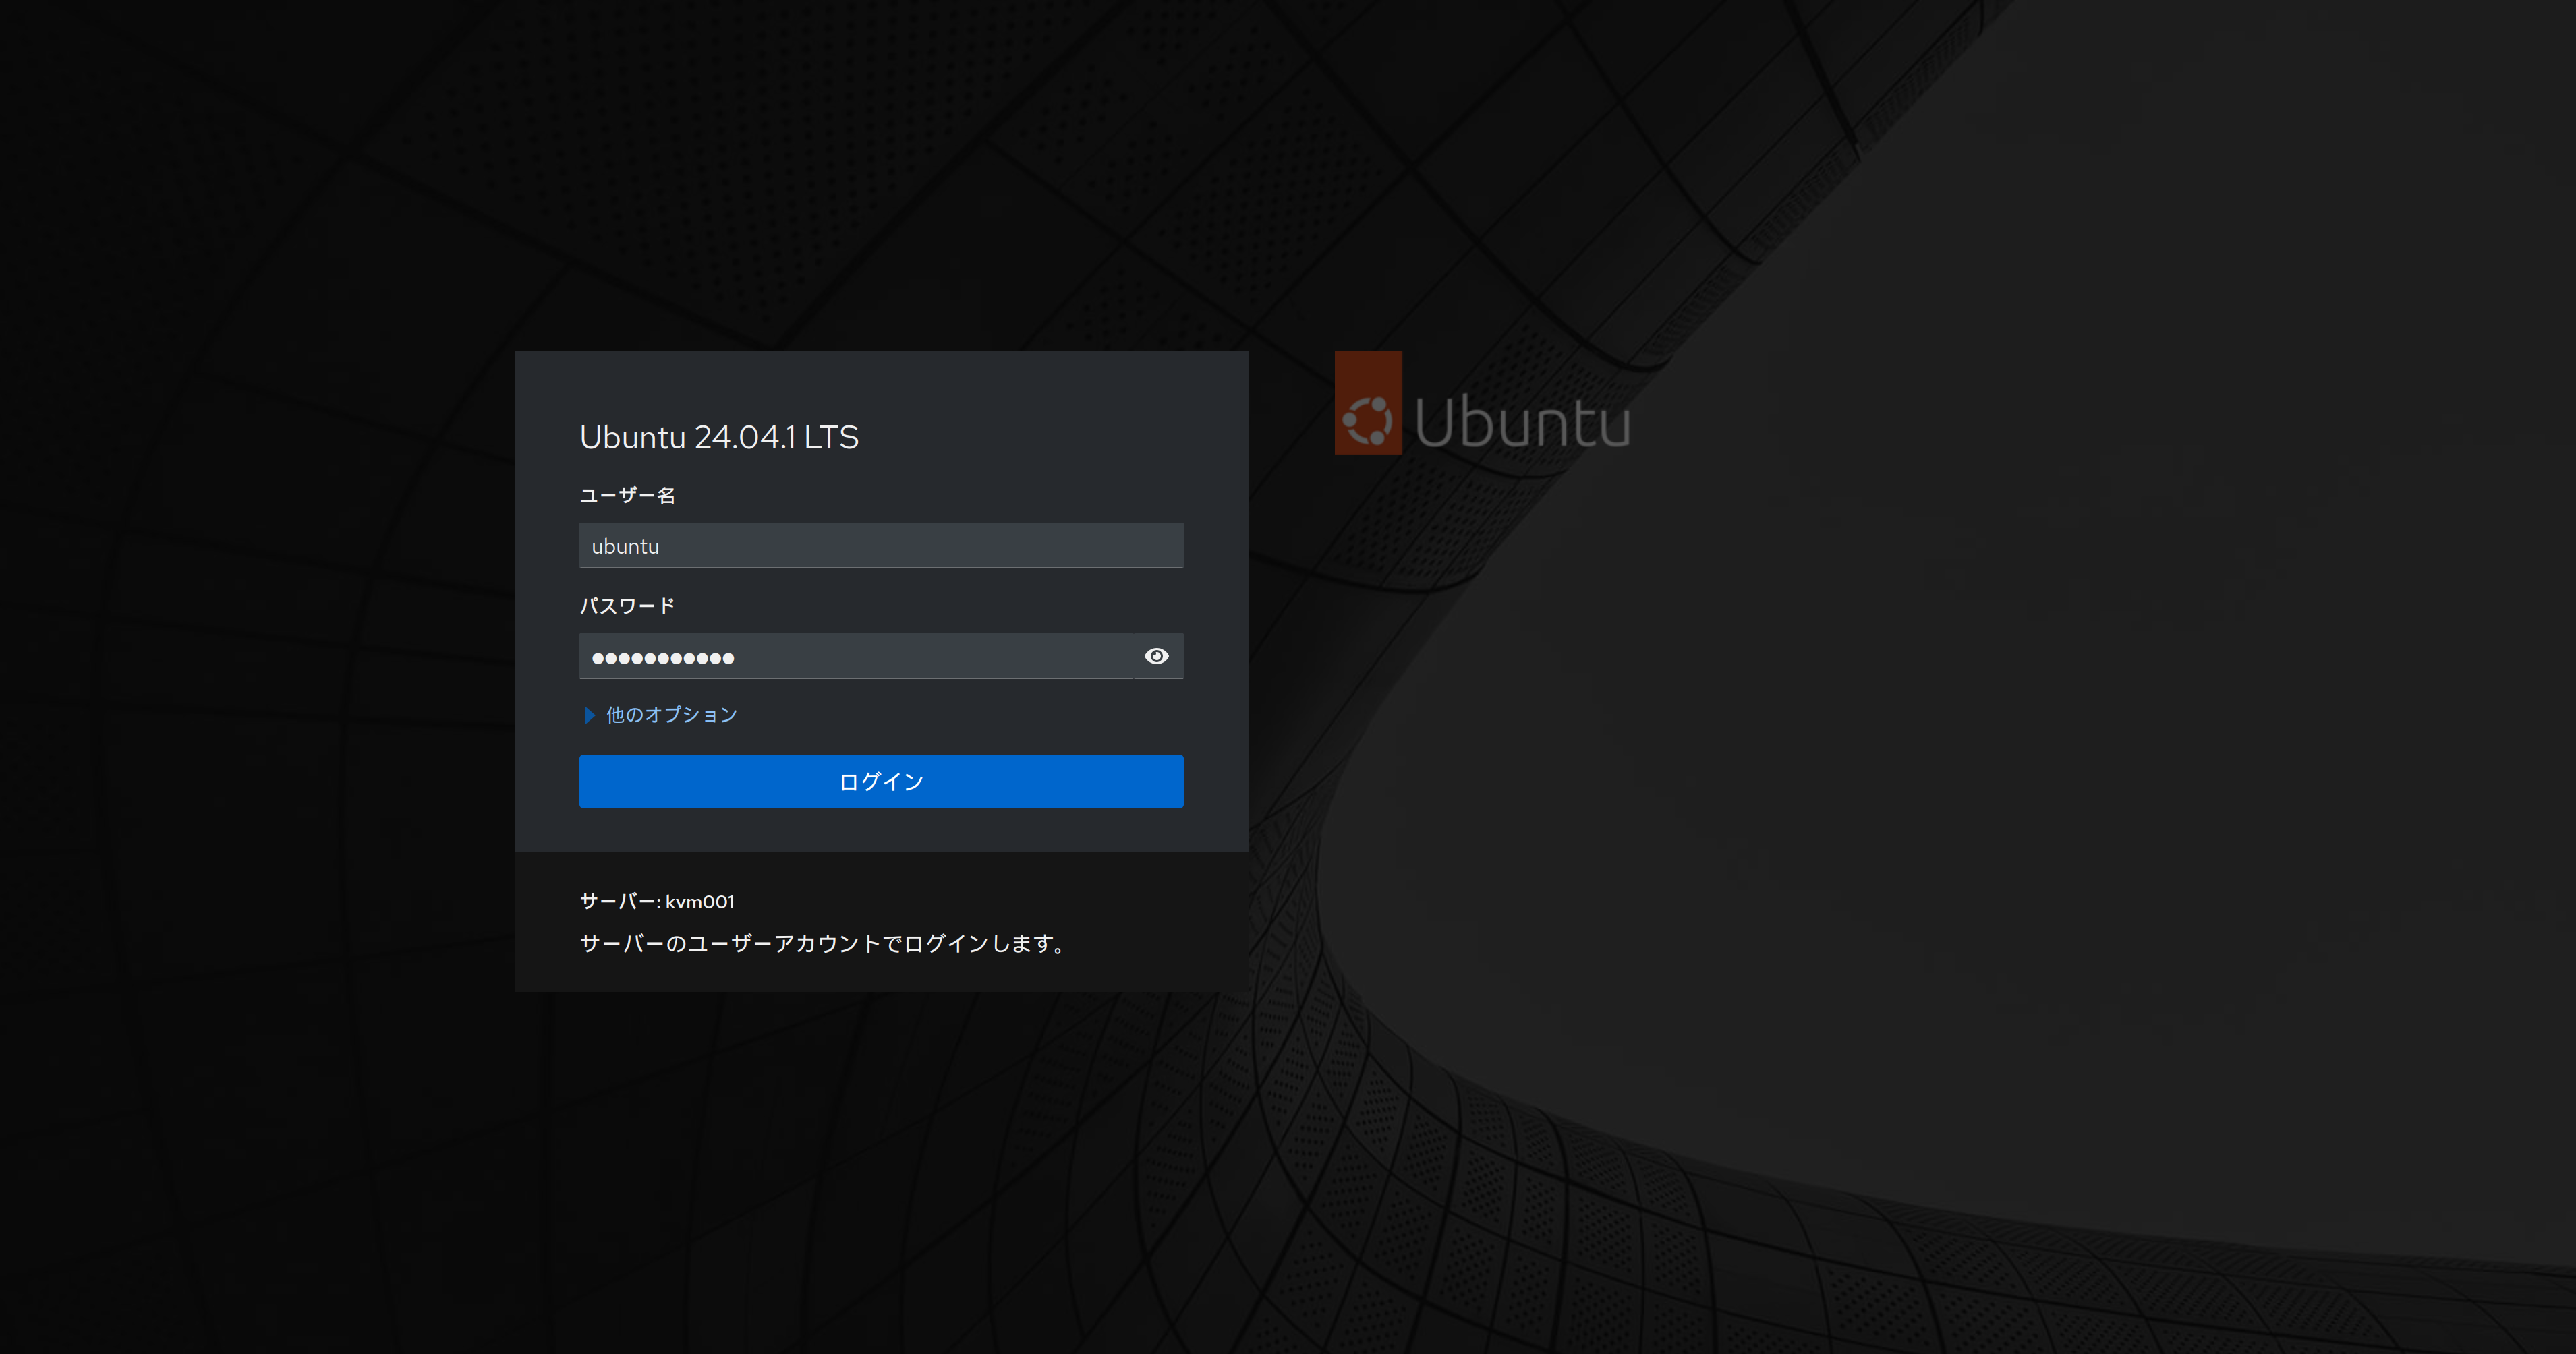 Ubuntu 24.04.1 LTS
ユーザー名
ubuntu
パスワード
他のオプション
ログイン
サーバー: kvm001
サーバーのユーザーアカウントでログインします。
Ubuntu